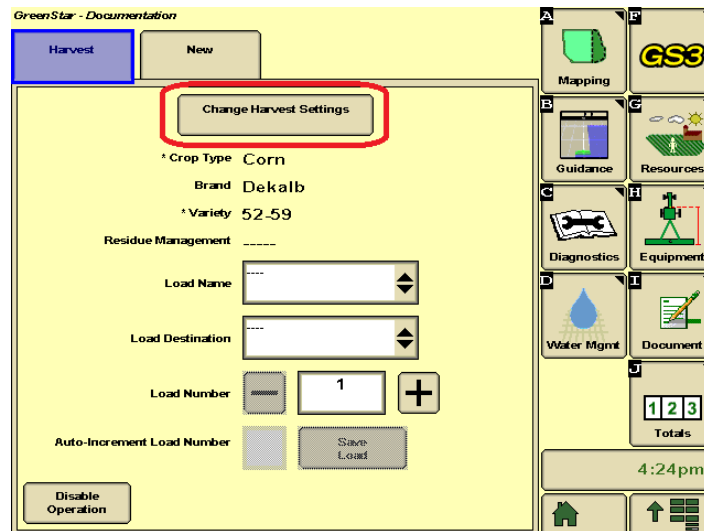 GreenStar - Documentation
Harvest
New
Change Harvest Settings
* Crop Type Corn
Brand Dekalb
* Variety 52-59
Residue Management -----
Load Name ----
Load Destination ----
Load Number 1
Auto-Increment Load Number
Save
Load
Disable
Operation
A
Mapping
F
GS3
B
Guidance
G
Resources
C
Diagnostics
H
Equipment
D
Water Mgmt
I
Document
J
1 2 3
Totals
4:24pm